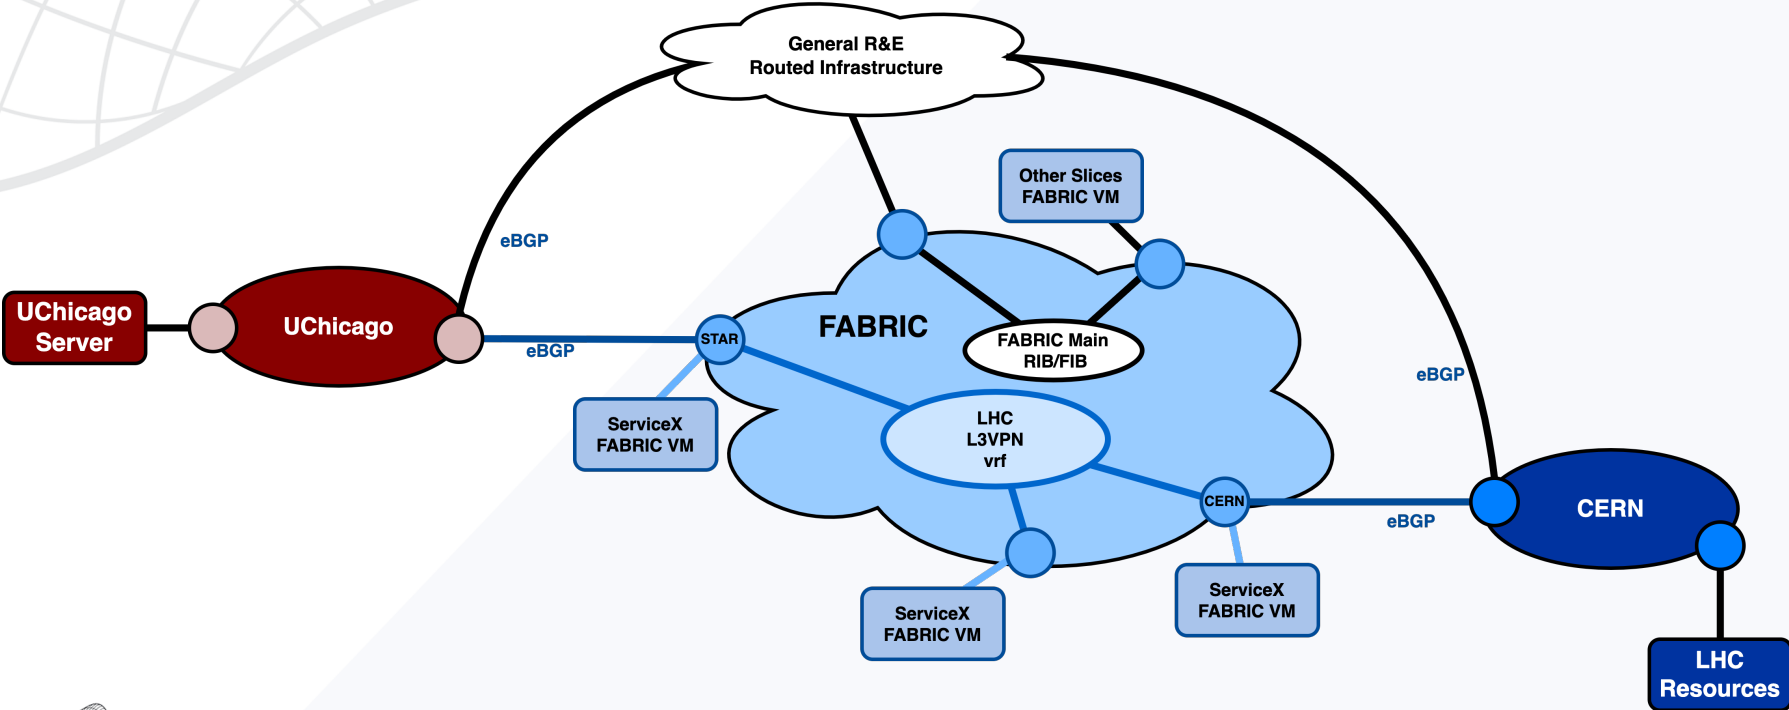 General R&E
Routed Infrastructure
Other Slices
FABRIC VM
eBGP
UChicago
Server
UChicago
eBGP
STAR
FABRIC
FABRIC Main
RIB/FIB
eBGP
ServiceX
FABRIC VM
LHC
L3VPN
vrf
CERN
eBGP
CERN
ServiceX
FABRIC VM
ServiceX
FABRIC VM
LHC
Resources